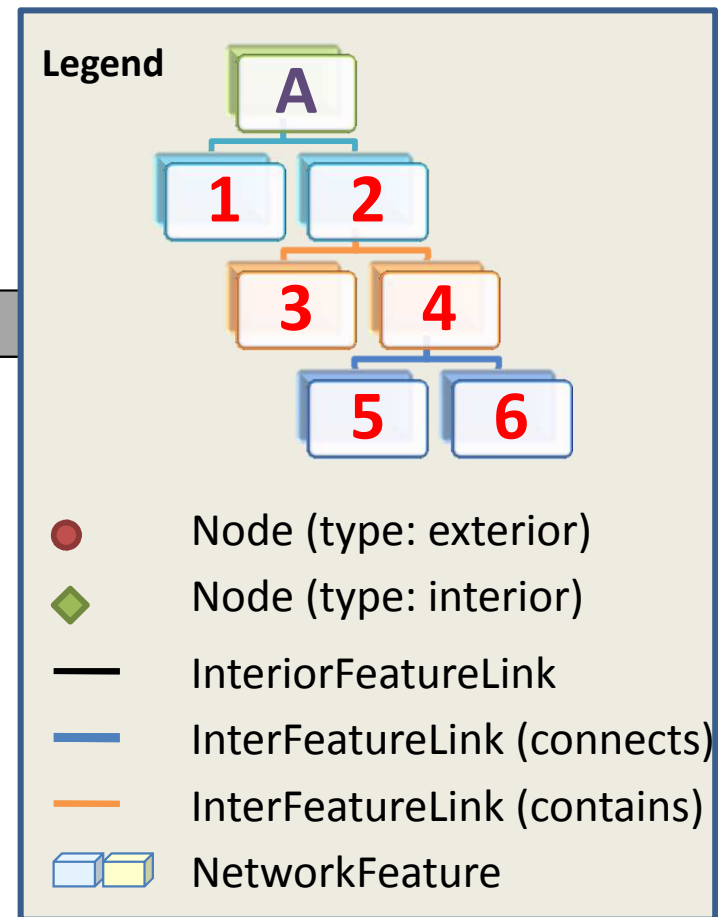 Legend
A
1 2
3 4
5 6
Node (type: exterior)
Node (type: interior)
InteriorFeatureLink
InterFeatureLink (connects)
InterFeatureLink (contains)
NetworkFeature